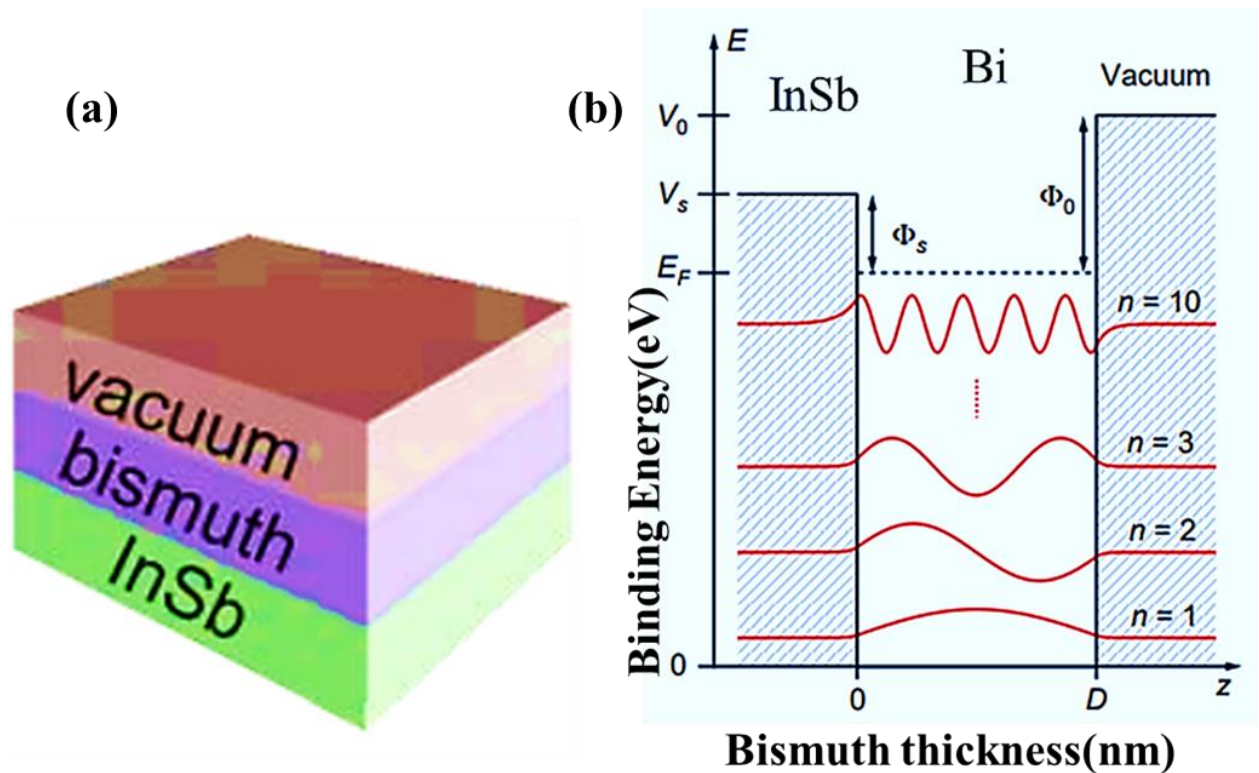 (a)
vacuum
bismuth
InSb
(b)
E
InSb
Bi
Vacuum
V0
Vs
EF
Φs
Φ0
n = 10
n = 3
n = 2
n = 1
0
0
D
z
Binding Energy(eV)
Bismuth thickness(nm)